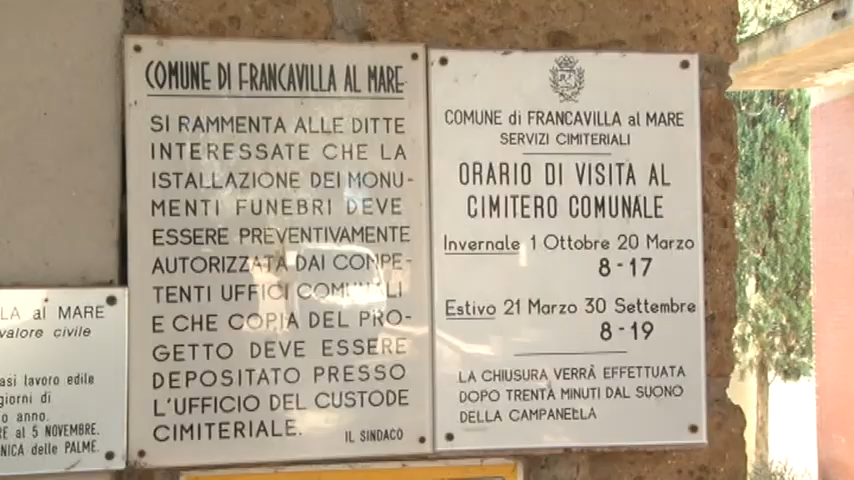 COMUNE DI FRANCAVILLA AL MARE
SI RAMMENTA ALLE DITTE
INTERESSATE CHE LA
ISTALLAZIONE DEI MONU-
MENTI FUNEBRI DEVE
ESSERE PREVENTIVAMENTE
AUTORIZZATA DAI COMPE-
TENTI UFFICI COMUNALI
E CHE COPIA DEL PRO-
GETTO DEVE ESSERE
DEPOSITATO PRESSO
L'UFFICIO DEL CUSTODE
CIMITERIALE.
IL SINDACO
COMUNE di FRANCAVILLA al MARE
SERVIZI CIMITERIALI
ORARIO DI VISITA AL
CIMITERO COMUNALE
Invernale 1 Ottobre 20 Marzo
8-17
Estivo 21 Marzo 30 Settembre
8-19
LA CHIUSURA VERRÀ EFFETTUATA
DOPO TRENTA MINUTI DAL SUONO
DELLA CAMPANELLA
LA al MARE
valore civile
asi lavoro edile
giorni di
o anno.
RE al 5 NOVEMBRE.
NICA delle PALME.